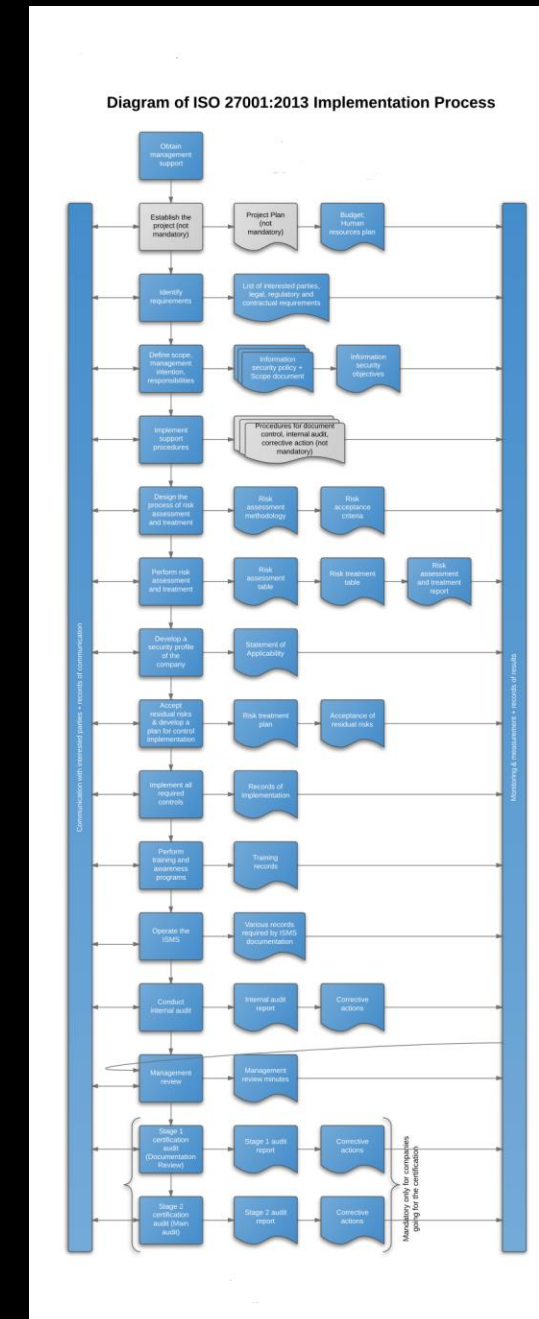 Diagram of ISO 27001:2013 Implementation Process
Obtain
management
support
Establish the
project (not
mandatory)
Project Plan
(not
mandatory)
Budget;
Human
resources plan
Identify
requirements
List of interested parties,
legal, regulatory and
contractual requirements
Define scope,
management
intention,
responsibilities
Information
security policy +
Scope document
Information
security
objectives
Implement
support
procedures
Procedures for document
control, internal audit,
corrective action (not
mandatory)
Design the
process of risk
assessment
and treatment
Risk
assessment
methodology
Risk
acceptance
criteria
Perform risk
assessment
and treatment
Risk
assessment
table
Risk treatment
table
Risk
assessment
and treatment
report
Develop a
security profile
of the
company
Statement of
Applicability
Accept
residual risks
& develop a
plan for control
implementation
Risk treatment
plan
Acceptance of
residual risks
Implement all
required
controls
Records of
implementation
Perform
training and
awareness
programs
Training
records
Operate the
ISMS
Various records
required by ISMS
documentation
Conduct
internal audit
Internal audit
report
Corrective
actions
Management
review
Management
review minutes
Stage 1
certification
audit
(Documentation
Review)
Stage 1 audit
report
Corrective
actions
Stage 2
certification
audit (Main
audit)
Stage 2 audit
report
Corrective
actions
Mandatory only for companies
going for the certification
Communication with interested parties + records of communication
Monitoring & measurement + records of results